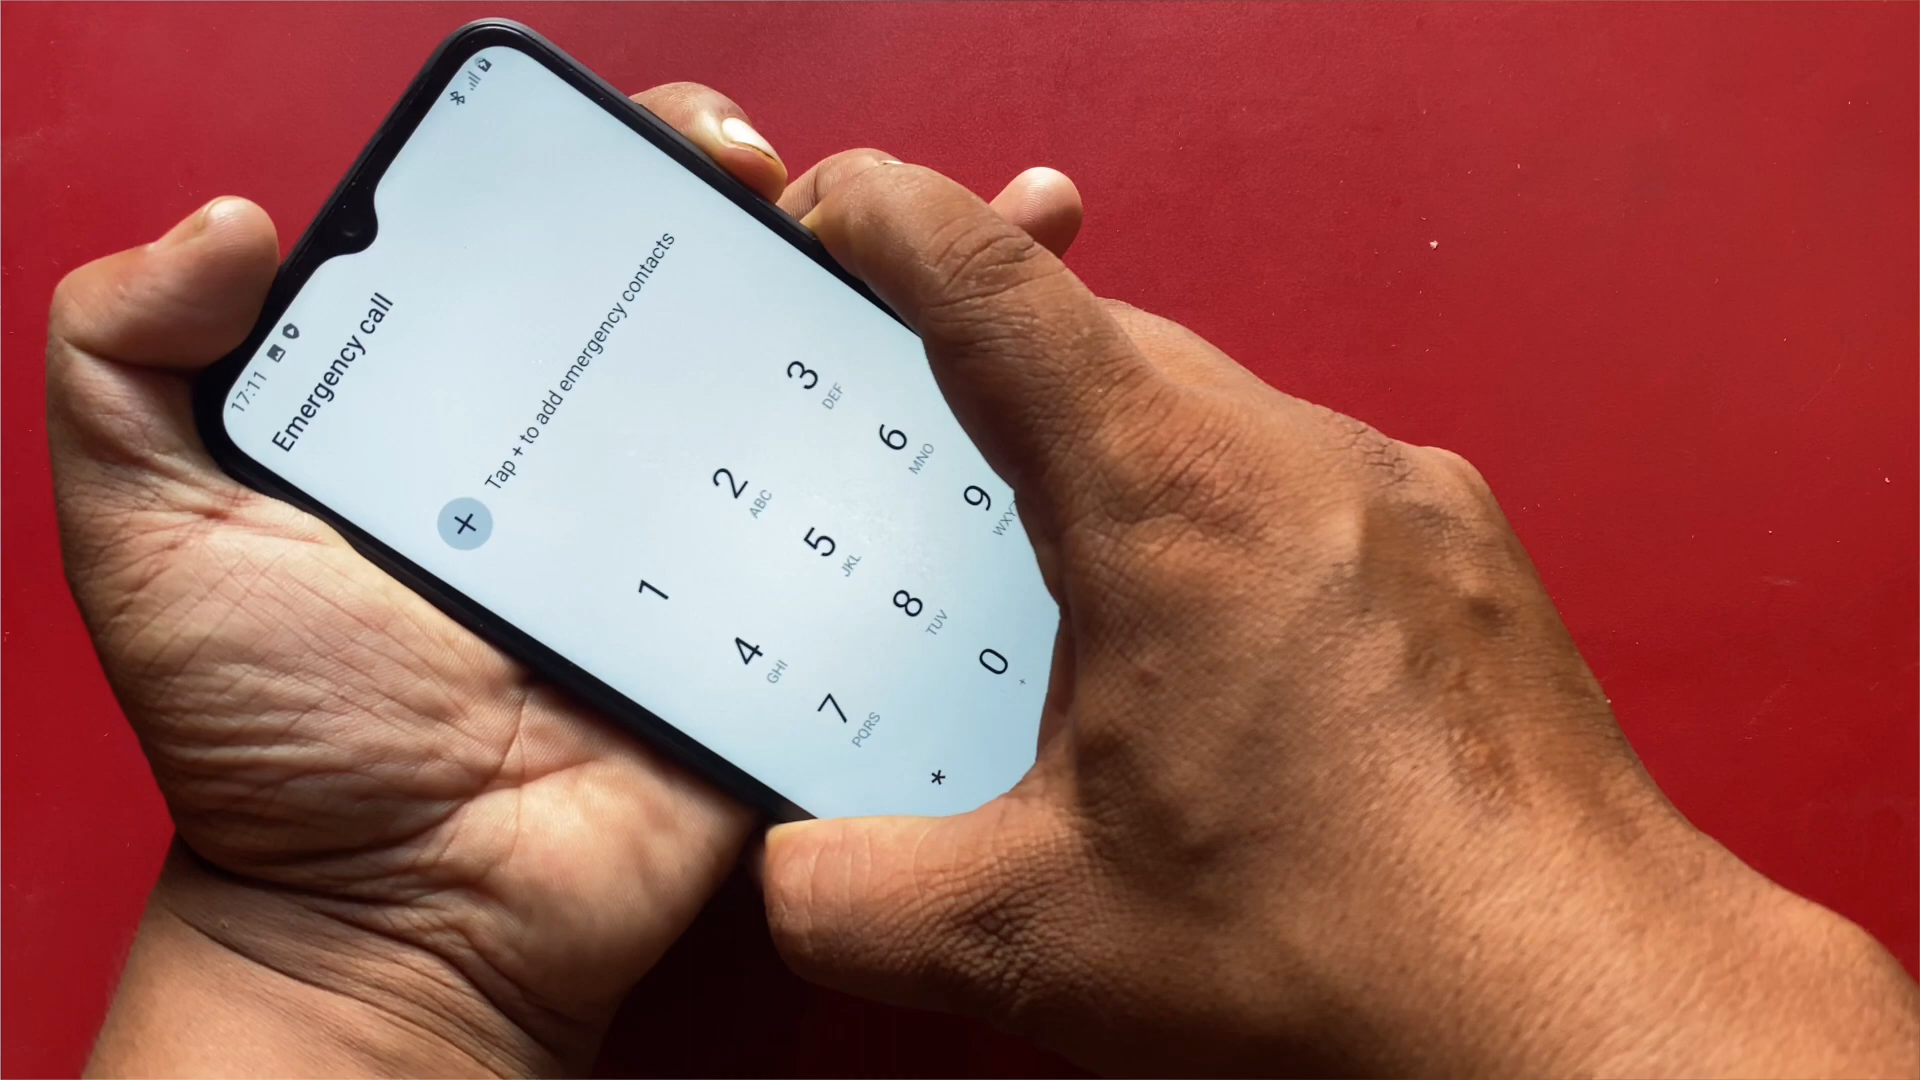 17:11
Emergency call
+ Tap + to add emergency contacts
1 2 3
ABC DEF
4 5 6
GHI JKL MNO
7 8 9
PQRS TUV WXYZ
* 0
+